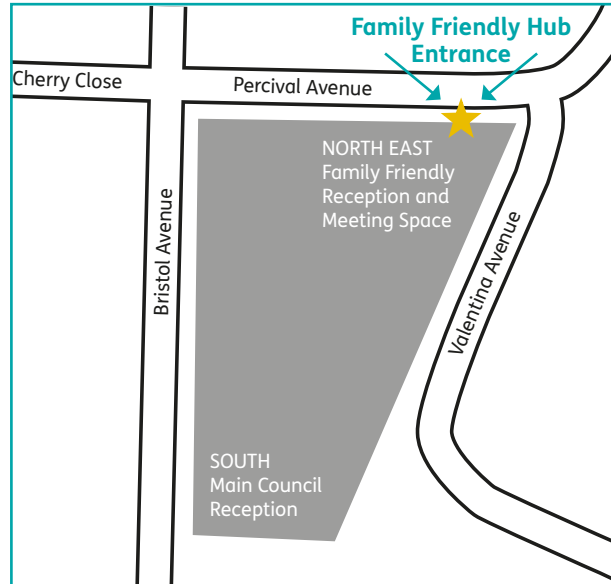 Family Friendly Hub
Entrance
Cherry Close
Percival Avenue
NORTH EAST
Family Friendly
Reception and
Meeting Space
Bristol Avenue
Valentina Avenue
SOUTH
Main Council
Reception